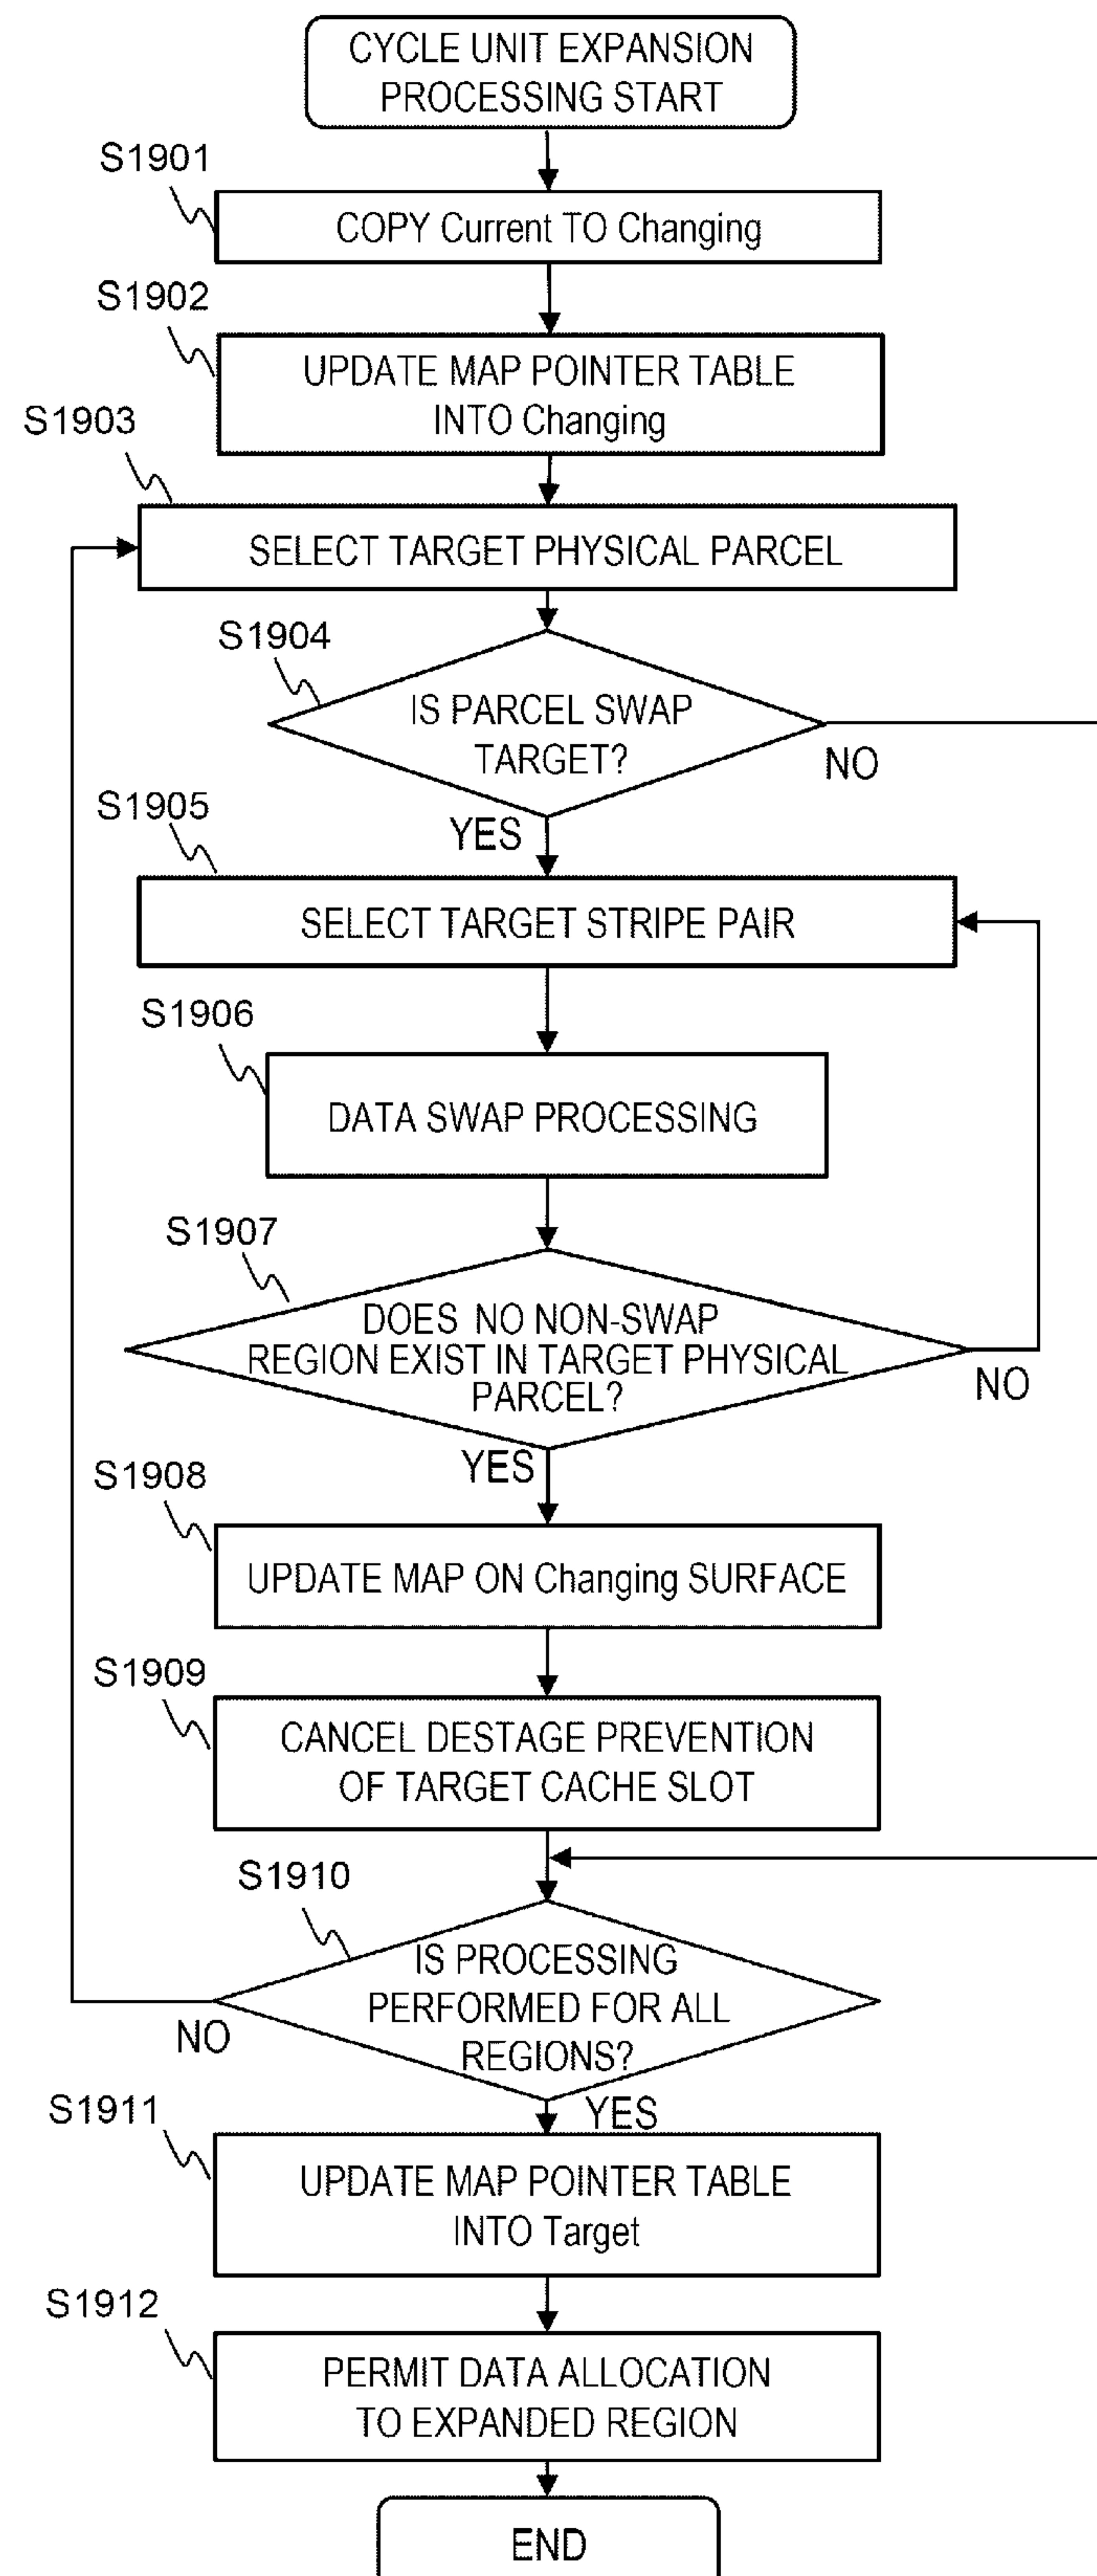 CYCLE UNIT EXPANSION
PROCESSING START
S1901
COPY Current TO Changing
S1902
UPDATE MAP POINTER TABLE
INTO Changing
S1903
SELECT TARGET PHYSICAL PARCEL
S1904
IS PARCEL SWAP
TARGET?
NO
YES
S1905
SELECT TARGET STRIPE PAIR
S1906
DATA SWAP PROCESSING
S1907
DOES NO NON-SWAP
REGION EXIST IN TARGET PHYSICAL
PARCEL?
NO
YES
S1908
UPDATE MAP ON Changing SURFACE
S1909
CANCEL DESTAGE PREVENTION
OF TARGET CACHE SLOT
S1910
IS PROCESSING
PERFORMED FOR ALL
REGIONS?
NO
YES
S1911
UPDATE MAP POINTER TABLE
INTO Target
S1912
PERMIT DATA ALLOCATION
TO EXPANDED REGION
END